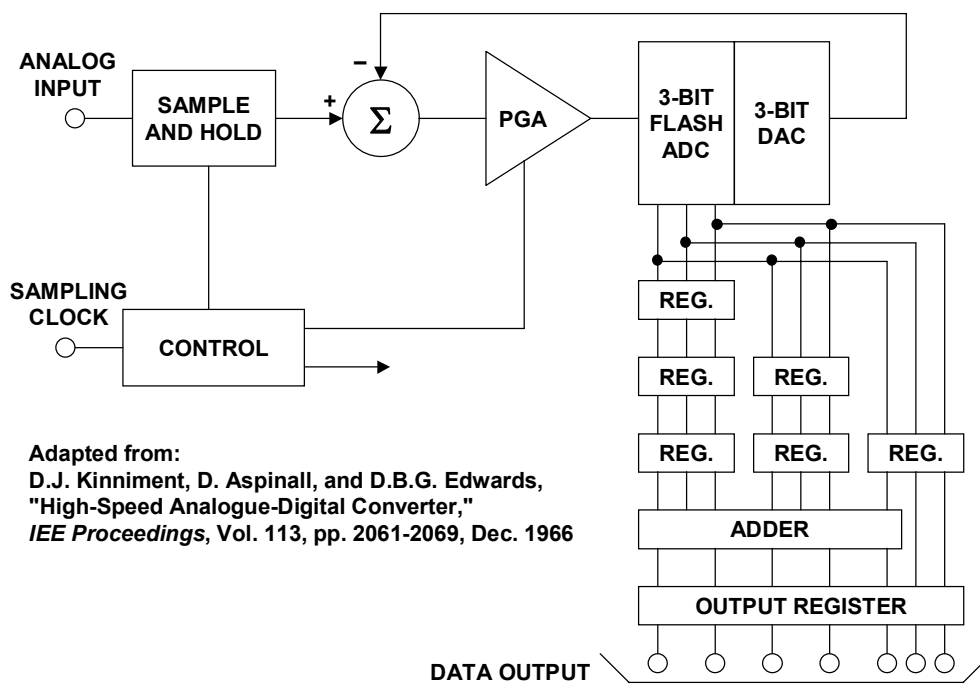 ANALOG
INPUT
SAMPLE
AND HOLD
+
−
Σ
PGA
3-BIT
FLASH
ADC
3-BIT
DAC
SAMPLING
CLOCK
CONTROL
REG.
REG.
REG.
REG.
REG.
REG.
ADDER
OUTPUT REGISTER
DATA OUTPUT
Adapted from:
D.J. Kinniment, D. Aspinall, and D.B.G. Edwards,
"High-Speed Analogue-Digital Converter,"
IEE Proceedings, Vol. 113, pp. 2061-2069, Dec. 1966